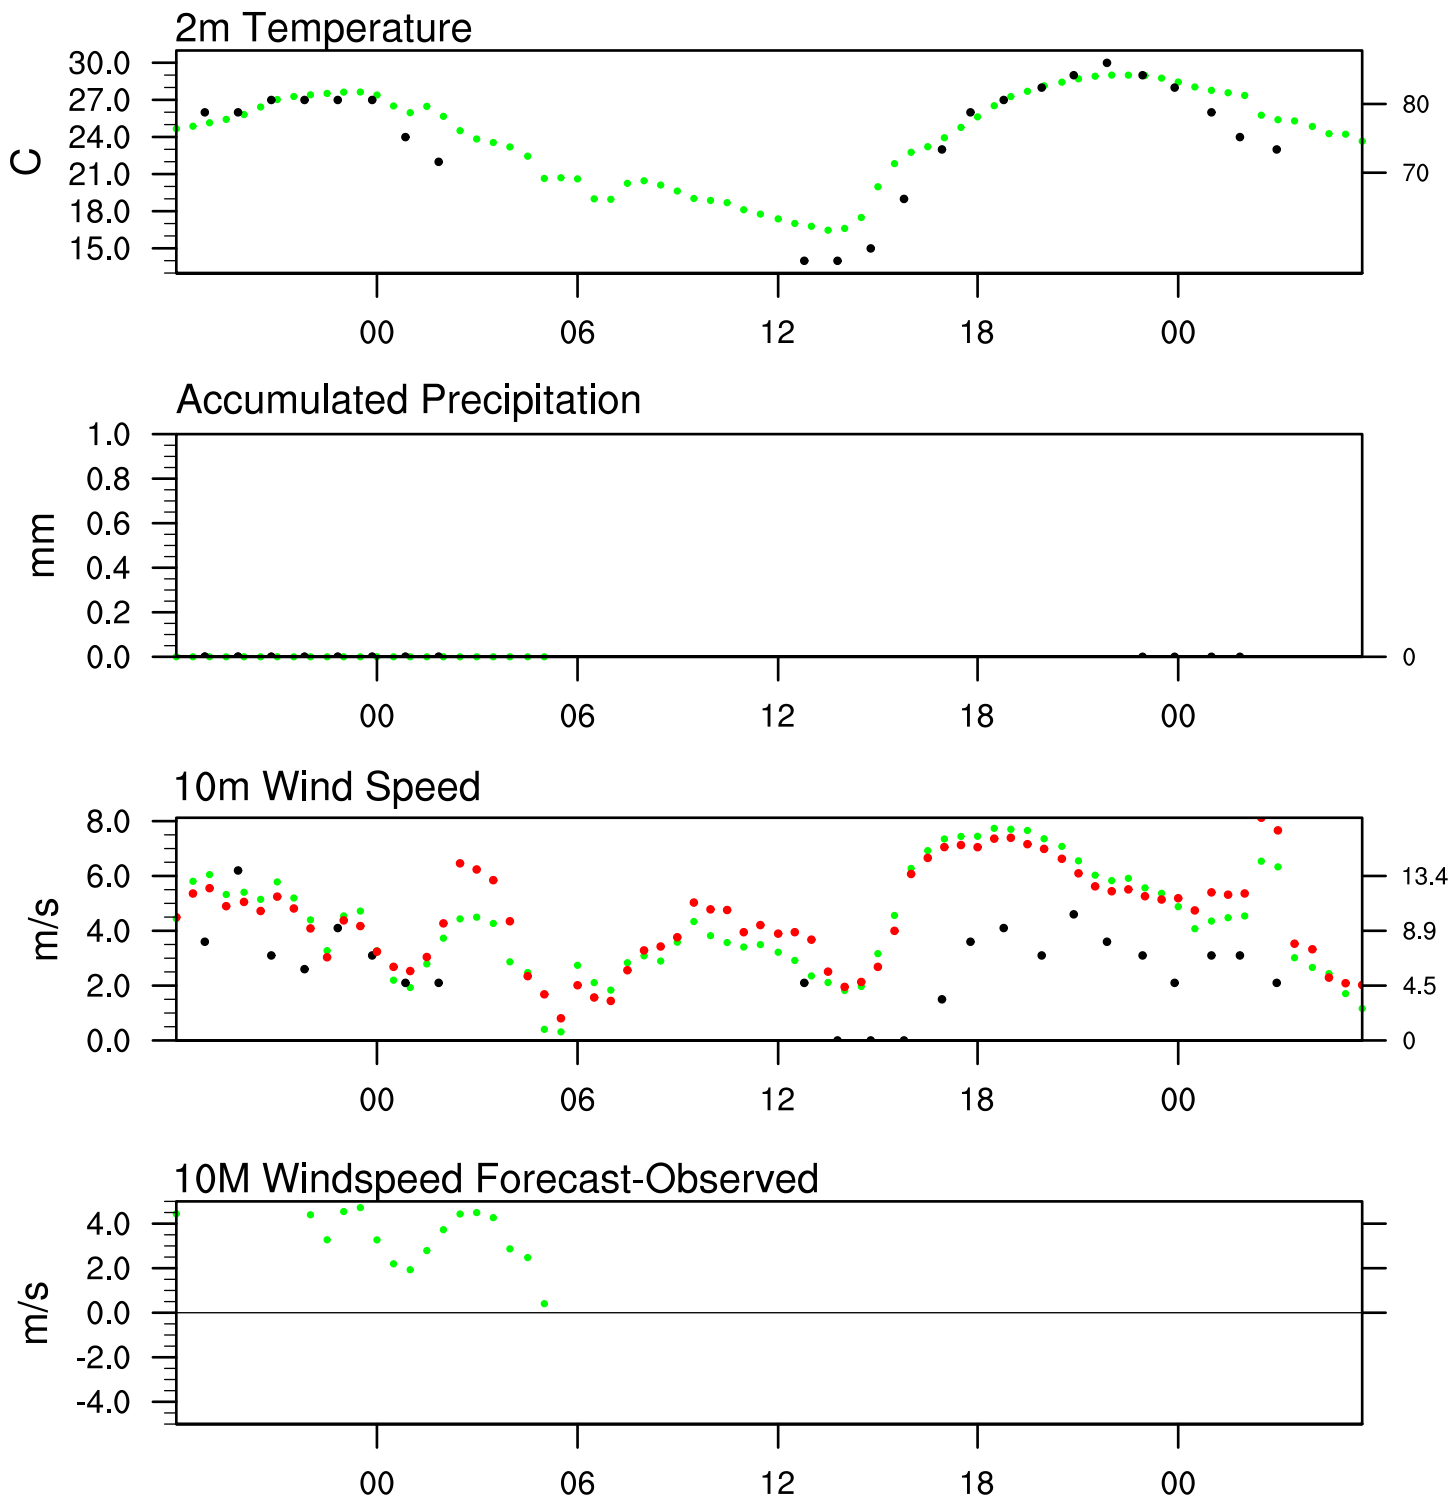 2m Temperature
30.0
27.0
24.0
21.0
18.0
15.0
C
80
70
00 06 12 18 00
Accumulated Precipitation
1.0
0.8
0.6
0.4
0.2
0.0
mm
0
00 06 12 18 00
10m Wind Speed
8.0
6.0
4.0
2.0
0.0
m/s
13.4
8.9
4.5
0
00 06 12 18 00
10M Windspeed Forecast-Observed
4.0
2.0
0.0
-2.0
-4.0
m/s
00 06 12 18 00